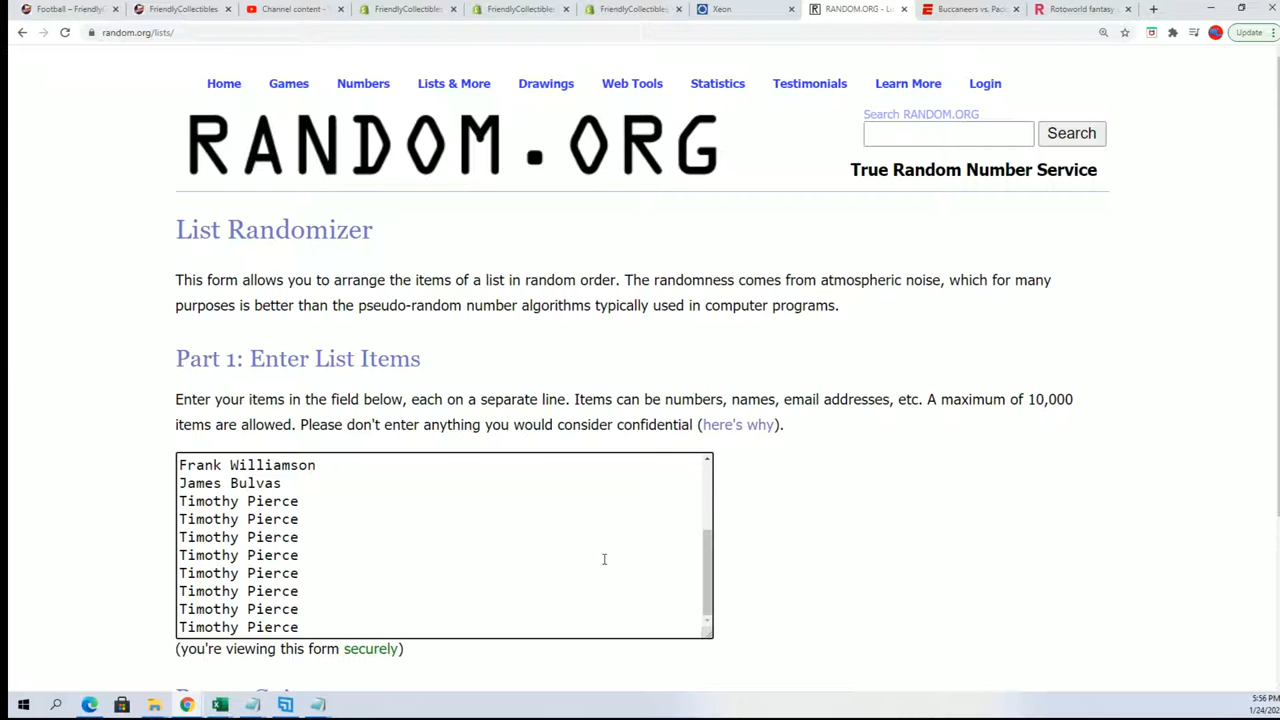 Football – FriendlyC
FriendlyCollectibles
Channel content -
FriendlyCollectibles
FriendlyCollectibles
FriendlyCollectibles
Xeon
RANDOM.ORG - L
Buccaneers vs. Pac
Rotoworld fantasy
random.org/lists/
Update
Home Games Numbers Lists & More Drawings Web Tools Statistics Testimonials Learn More Login
RANDOM.ORG
Search RANDOM.ORG
Search
True Random Number Service
List Randomizer
This form allows you to arrange the items of a list in random order. The randomness comes from atmospheric noise, which for many
purposes is better than the pseudo-random number algorithms typically used in computer programs.
Part 1: Enter List Items
Enter your items in the field below, each on a separate line. Items can be numbers, names, email addresses, etc. A maximum of 10,000
items are allowed. Please don't enter anything you would consider confidential (here's why).
Frank Williamson
James Bulvas
Timothy Pierce
Timothy Pierce
Timothy Pierce
Timothy Pierce
Timothy Pierce
Timothy Pierce
Timothy Pierce
Timothy Pierce
(you're viewing this form securely)
5:56 PM
1/24/202